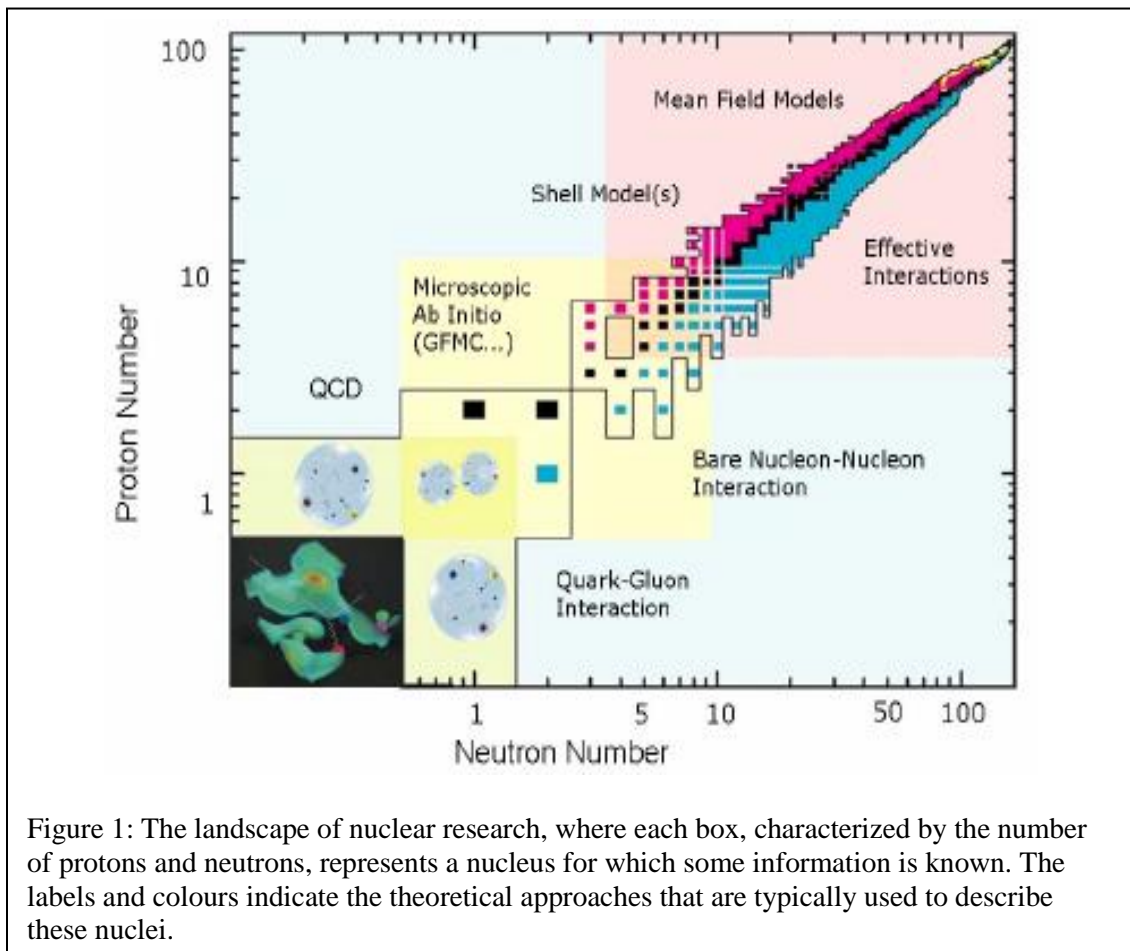 100
10
1
Proton Number
Mean Field Models
Shell Model(s)
Effective
Interactions
Microscopic
Ab Initio
(GFMC...)
QCD
Bare Nucleon-Nucleon
Interaction
Quark-Gluon
Interaction
1 5 10 50 100
Neutron Number
Figure 1: The landscape of nuclear research, where each box, characterized by the number
of protons and neutrons, represents a nucleus for which some information is known. The
labels and colours indicate the theoretical approaches that are typically used to describe
these nuclei.